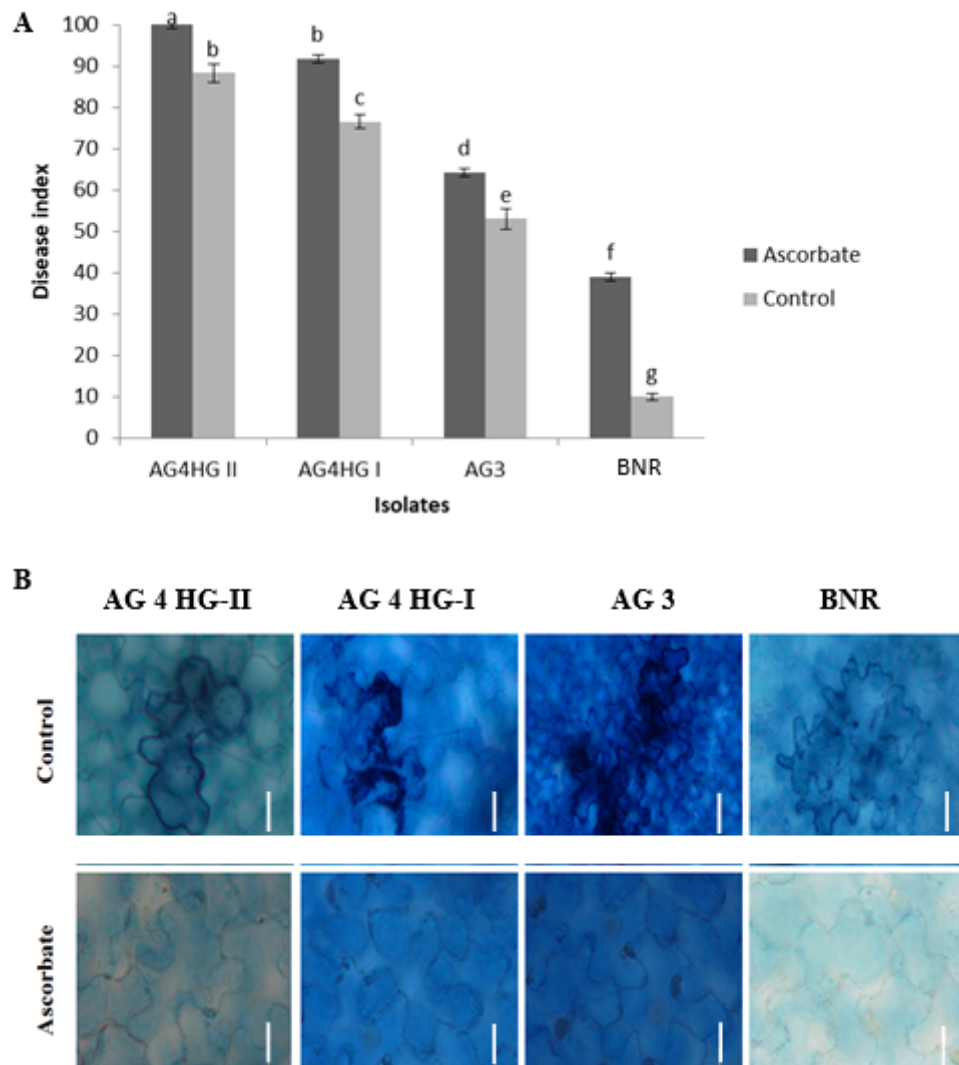 A
100
90
80
70
60
50
40
30
20
10
0
Disease index
a
b
b
c
d
e
f
g
AG4HG II
AG4HG I
AG3
BNR
Isolates
Ascorbate
Control
B
AG 4 HG-II
AG 4 HG-I
AG 3
BNR
Control
Ascorbate